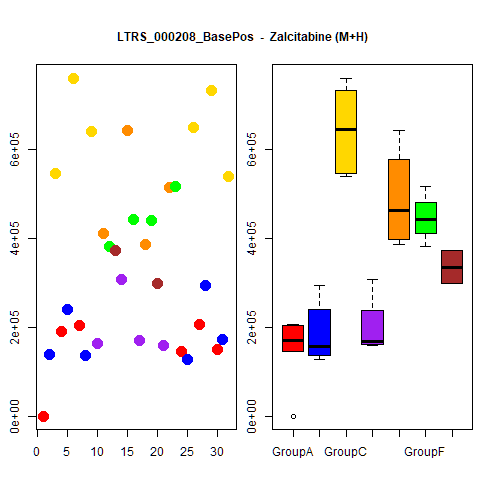 LTRS_000208_BasePos - Zalcitabine (M+H)
6e+05
4e+05
2e+05
0e+00
0 5 10 15 20 25 30
6e+05
4e+05
2e+05
0e+00
GroupA GroupC GroupF